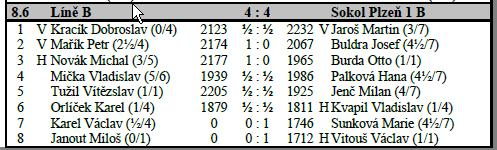 8.6 Líně B 4 : 4 Sokol Plzeň 1 B
1 V Kracík Dobroslav (0/4) 2123 ½ : ½ 2232 V Jaroš Martin (3/7)
2 V Mařík Petr (2½/4) 2174 1 : 0 2067 Buldra Josef (4½/7)
3 H Novák Michal (3/5) 2177 1 : 0 1965 Burda Otto (1/1)
4 Mička Vladislav (5/6) 1939 ½ : ½ 1986 Palková Hana (4½/7)
5 Tužil Vítězslav (1/1) 2205 ½ : ½ 1925 Jenč Milan (4/7)
6 Orlíček Karel (1/4) 1879 ½ : ½ 1811 H Kvapil Vladislav (1/4)
7 Karel Václav (½/4) 0 0 : 1 1746 Sunková Marie (4½/7)
8 Janout Miloš (0/1) 0 0 : 1 1712 H Vitouš Václav (1/1)